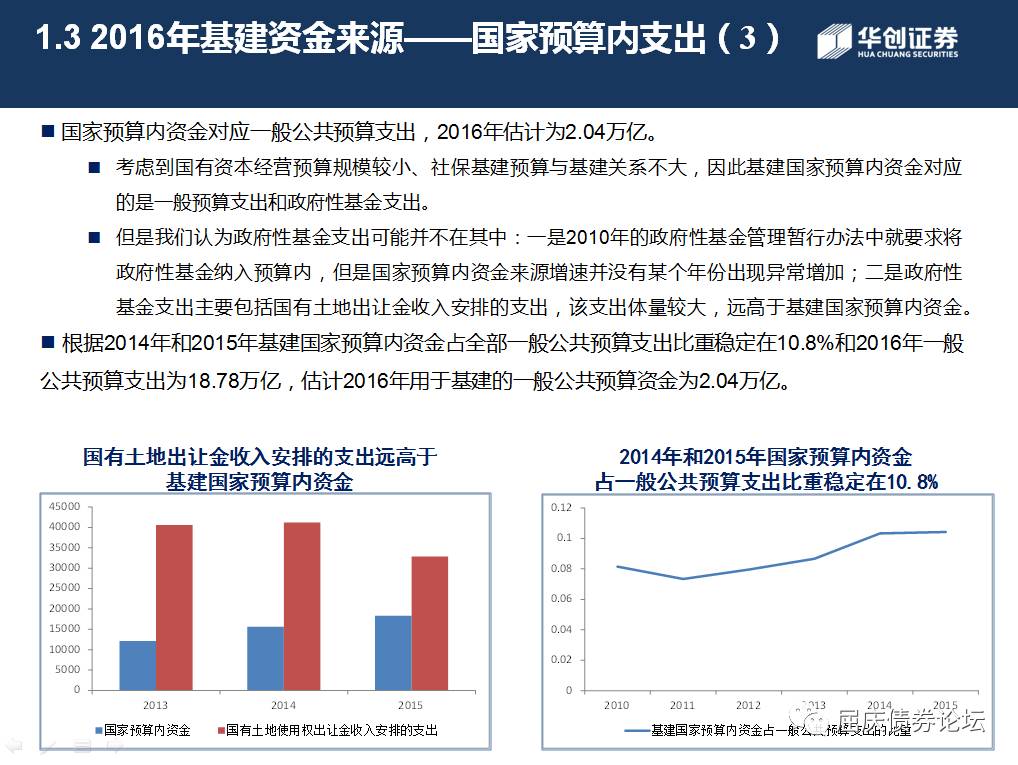 1.3 2016年基建资金来源——国家预算内支出（3）
华创证券
HUA CHUANG SECURITIES
■ 国家预算内资金对应一般公共预算支出，2016年估计为2.04万亿。
■ 考虑到国有资本经营预算规模较小、社保基建预算与基建关系不大，因此基建国家预算内资金对应
的是一般预算支出和政府性基金支出。
■ 但是我们认为政府性基金支出可能并不在其中：一是2010年的政府性基金管理暂行办法中就要求将
政府性基金纳入预算内，但是国家预算内资金来源增速并没有某个年份出现异常增加；二是政府性
基金支出主要包括国有土地出让金收入安排的支出，该支出体量较大，远高于基建国家预算内资金。
■ 根据2014年和2015年基建国家预算内资金占全部一般公共预算支出比重稳定在10.8%和2016年一般
公共预算支出为18.78万亿，估计2016年用于基建的一般公共预算资金为2.04万亿。
国有土地出让金收入安排的支出远高于
基建国家预算内资金
45000
40000
35000
30000
25000
20000
15000
10000
5000
0
2013 2014 2015
国家预算内资金 国有土地使用权出让金收入安排的支出
2014年和2015年国家预算内资金
占一般公共预算支出比重稳定在10.8%
0.12
0.1
0.08
0.06
0.04
0.02
0
2010 2011 2012 2013 2014 2015
基建国家预算内资金占一般公共预算支出的比重
屈庆债券论坛